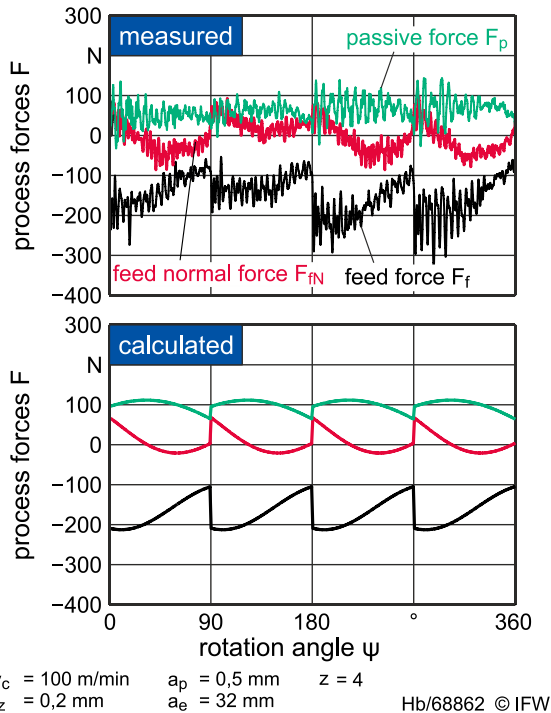 measured
passive force Fp
process forces F
300
N
100
0
−100
−200
−300
−400
feed normal force FfN
feed force Ff
calculated
process forces F
300
N
100
0
−100
−200
−300
−400
0 90 180 ° 360
rotation angle ψ
c = 100 m/min ap = 0,5 mm z = 4
z = 0,2 mm ae = 32 mm Hb/68862 © IFW